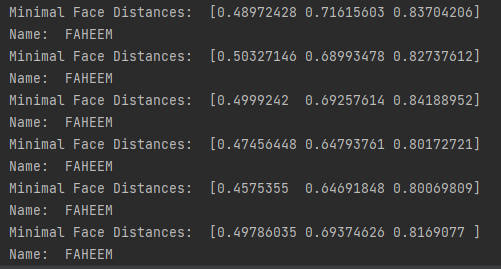 Minimal Face Distances:  [0.48972428 0.71615603 0.83704206]
Name:  FAHEEM
Minimal Face Distances:  [0.50327146 0.68993478 0.82737612]
Name:  FAHEEM
Minimal Face Distances:  [0.4999242  0.69257614 0.84188952]
Name:  FAHEEM
Minimal Face Distances:  [0.47456448 0.64793761 0.80172721]
Name:  FAHEEM
Minimal Face Distances:  [0.4575355  0.64691848 0.80069809]
Name:  FAHEEM
Minimal Face Distances:  [0.49786035 0.69374626 0.8169077 ]
Name:  FAHEEM